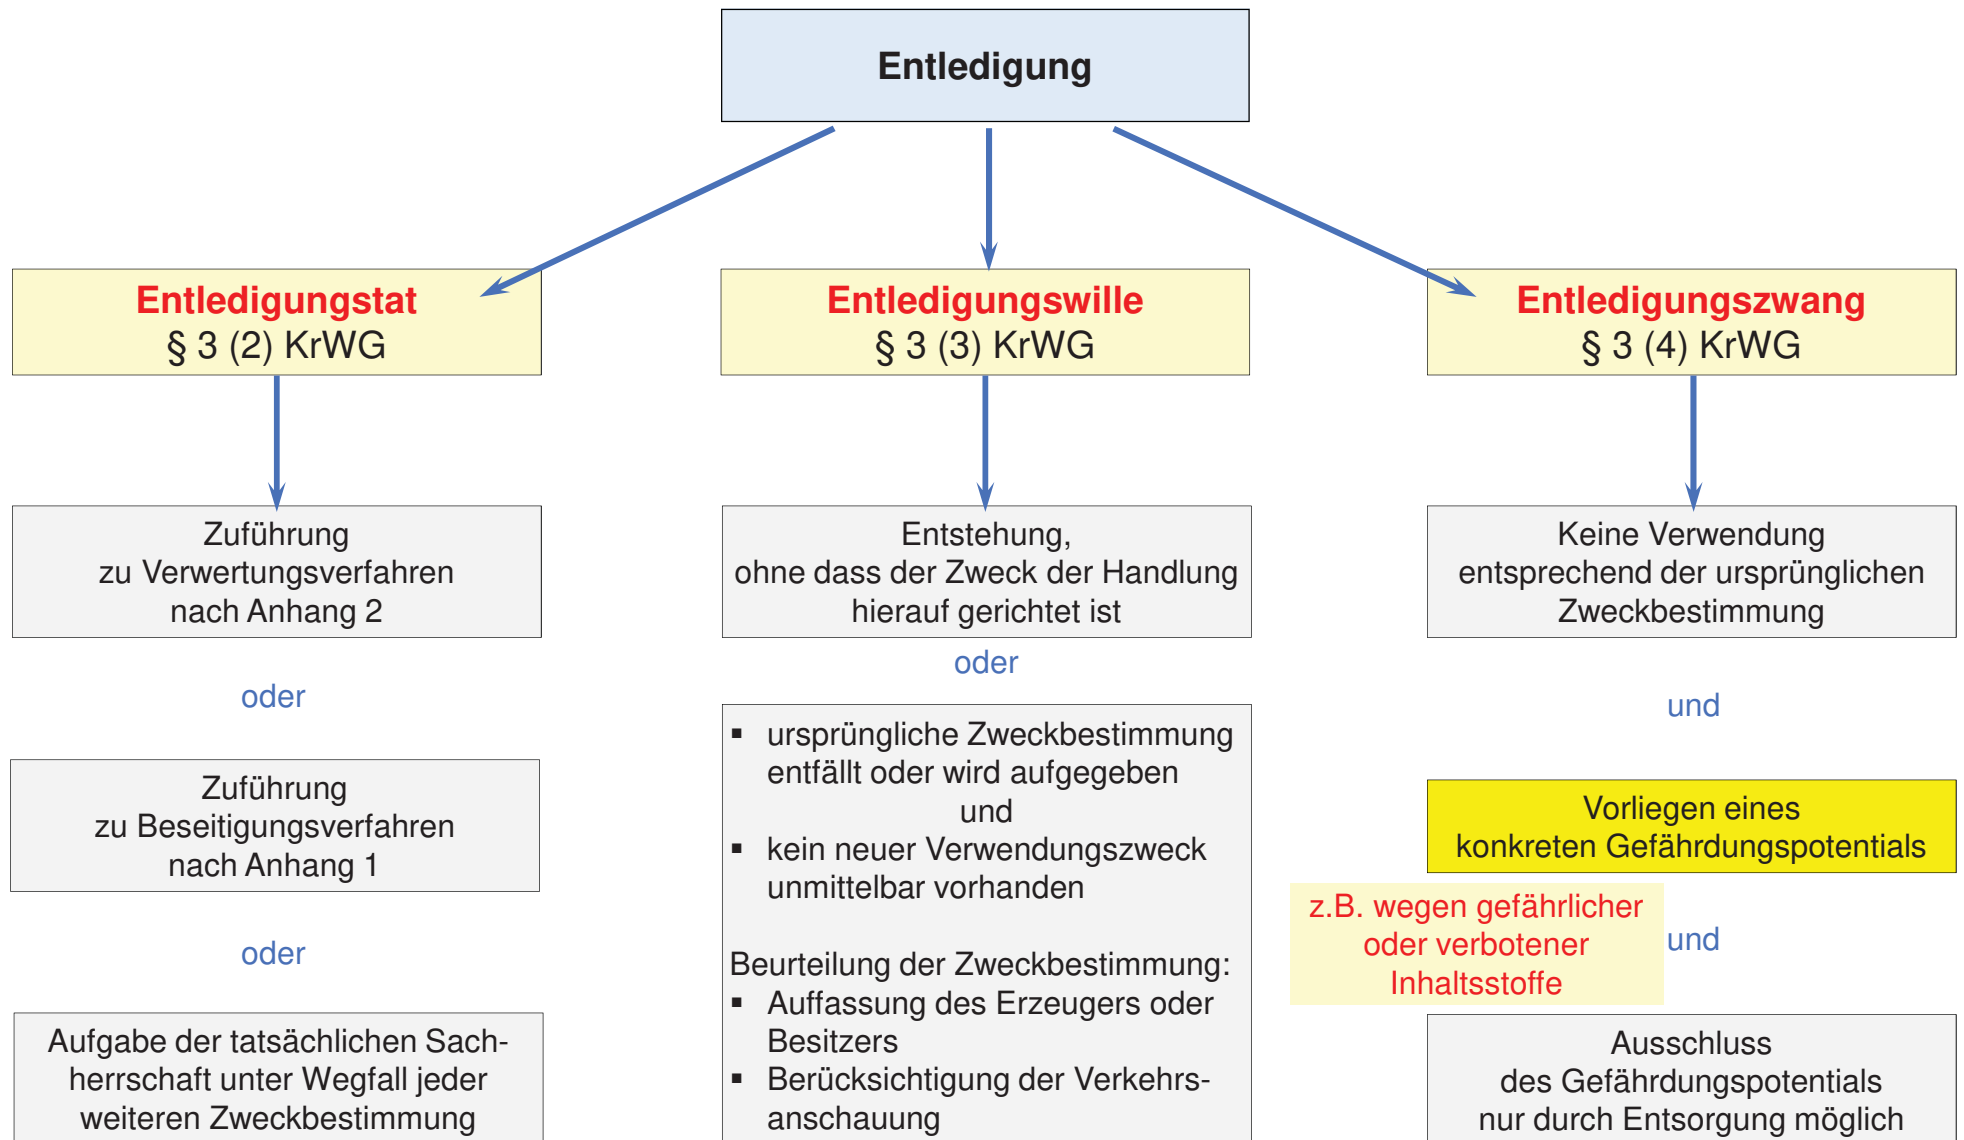 Entledigung
Entledigungstat
§ 3 (2) KrWG
Zuführung
zu Verwertungsverfahren
nach Anhang 2
oder
Zuführung
zu Beseitigungsverfahren
nach Anhang 1
oder
Aufgabe der tatsächlichen Sach-
herrschaft unter Wegfall jeder
weiteren Zweckbestimmung
Entledigungswille
§ 3 (3) KrWG
Entstehung,
ohne dass der Zweck der Handlung
hierauf gerichtet ist
oder
▪ ursprüngliche Zweckbestimmung
entfällt oder wird aufgegeben
und
▪ kein neuer Verwendungszweck
unmittelbar vorhanden
Beurteilung der Zweckbestimmung:
▪ Auffassung des Erzeugers oder
Besitzers
▪ Berücksichtigung der Verkehrs-
anschauung
Entledigungszwang
§ 3 (4) KrWG
Keine Verwendung
entsprechend der ursprünglichen
Zweckbestimmung
und
Vorliegen eines
konkreten Gefährdungspotentials
z.B. wegen gefährlicher
oder verbotener
Inhaltsstoffe
und
Ausschluss
des Gefährdungspotentials
nur durch Entsorgung möglich